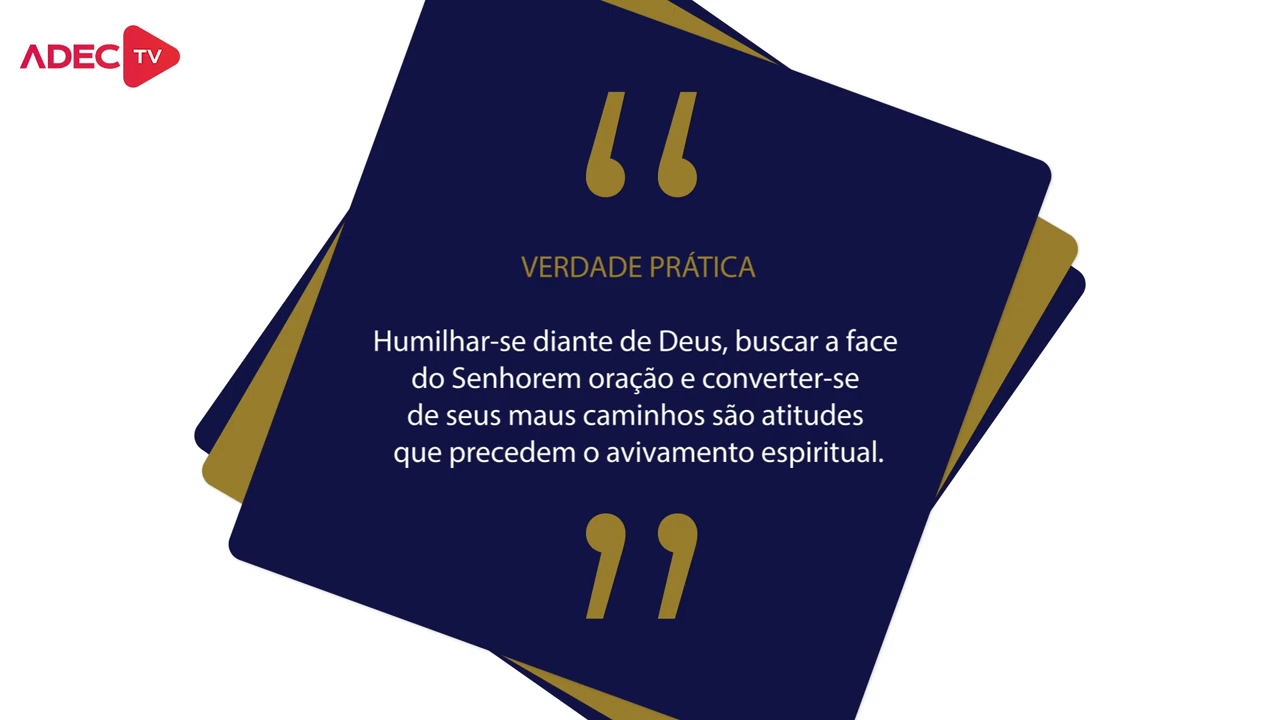 ADEC TV
VERDADE PRÁTICA
Humilhar-se diante de Deus, buscar a face
do Senhorem oração e converter-se
de seus maus caminhos são atitudes
que precedem o avivamento espiritual.